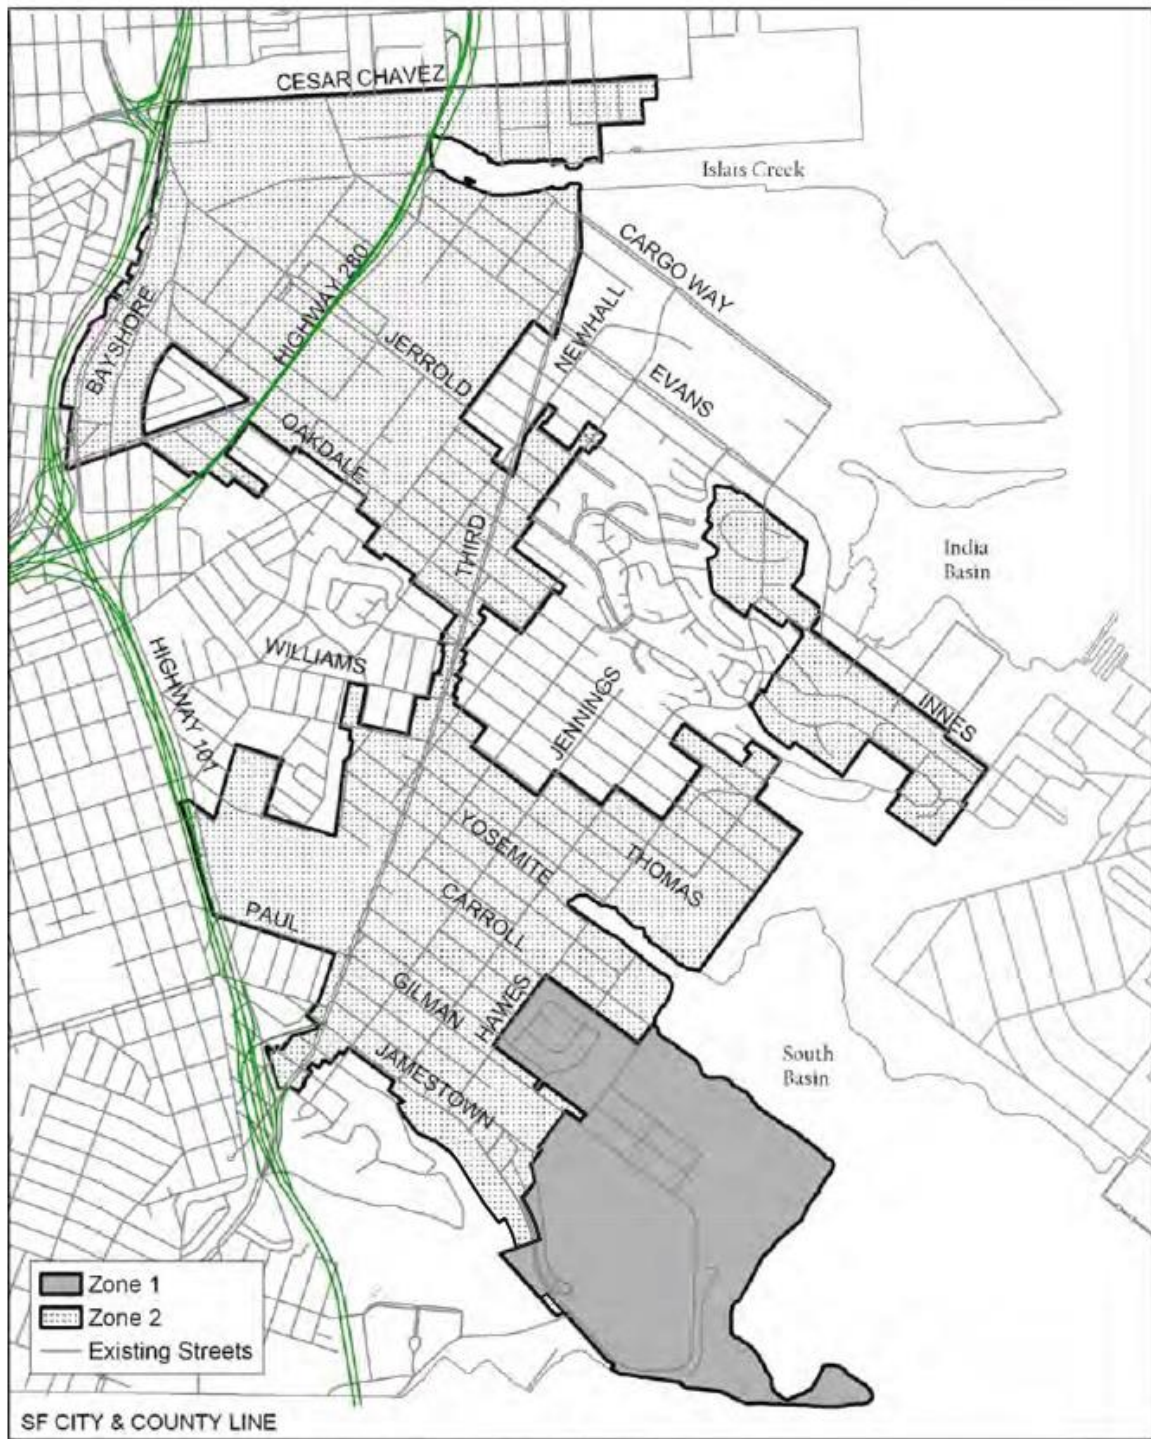 CESAR CHAVEZ
Islais Creek
CARGO WAY
HIGHWAY 280
NEWHALL
BAYSHORE
JERROLD
EVANS
OAKDALE
THIRD
India
Basin
WILLIAMS
HIGHWAY 101
JENNINGS
INNES
YOSEMITE
THOMAS
CARROLL
PAUL
GILMAN
HAWES
JAMESTOWN
South
Basin
Zone 1
Zone 2
Existing Streets
SF CITY & COUNTY LINE